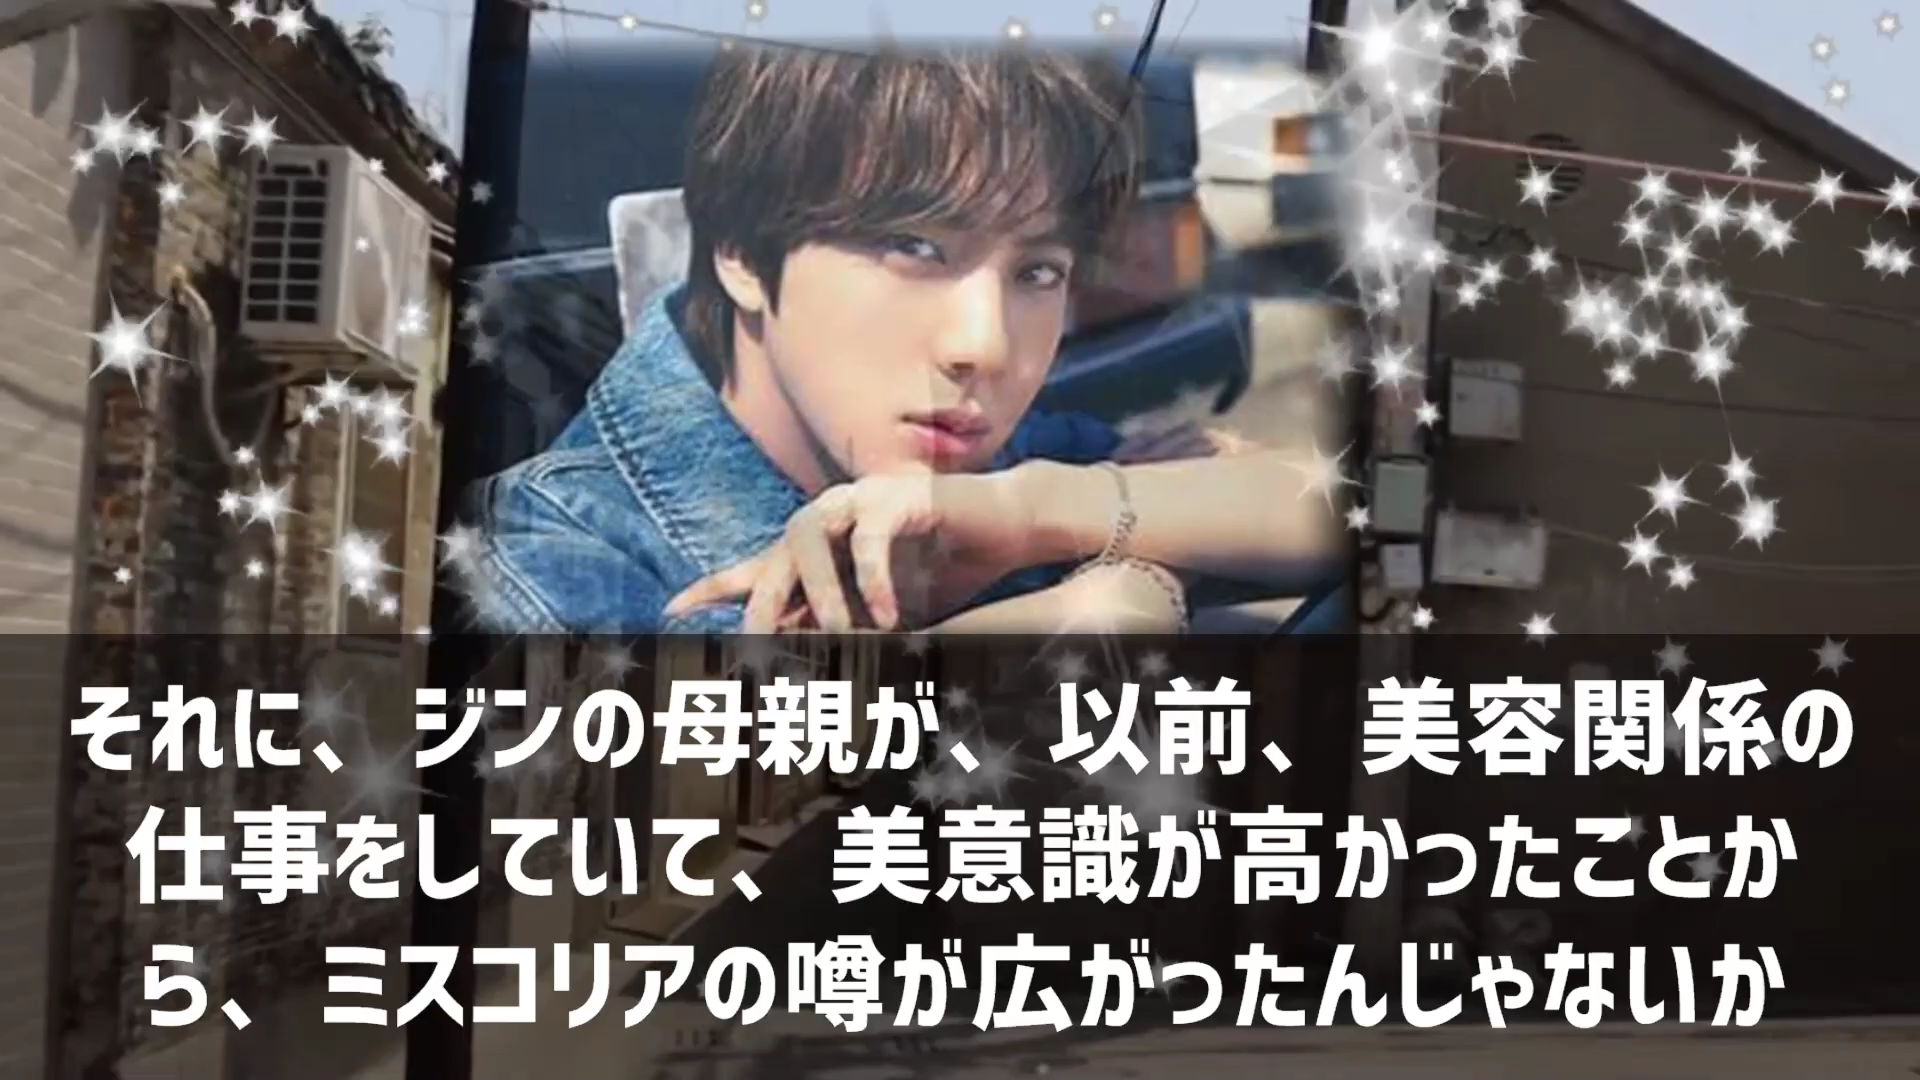 それに、ジンの母親が、以前、美容関係の
仕事をしていて、美意識が高かったことか
ら、ミスコリアの噂が広がったんじゃないか